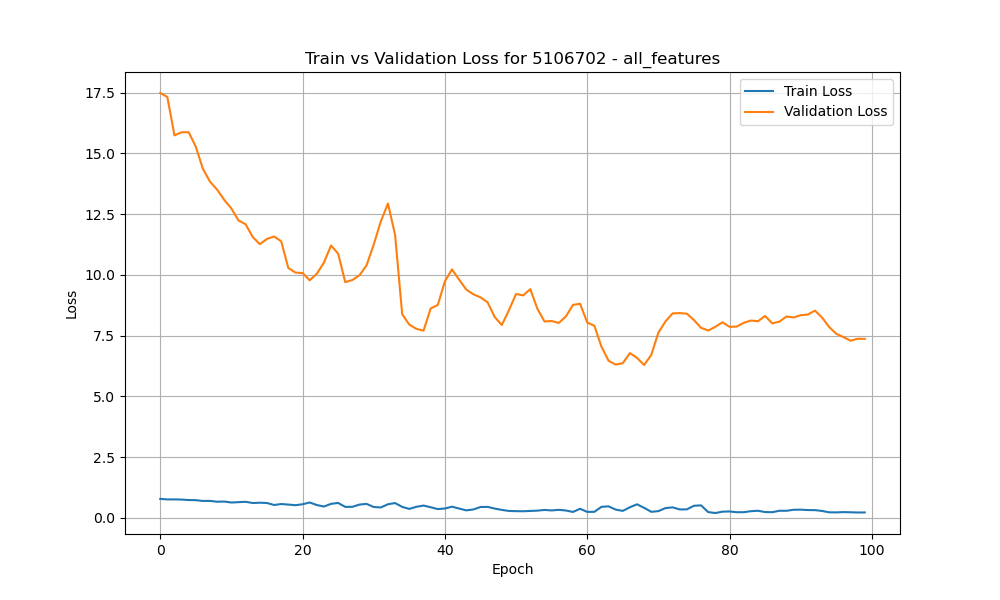 Train vs Validation Loss for 5106702 - all_features
Train Loss
Validation Loss
17.5
15.0
12.5
10.0
7.5
5.0
2.5
0.0
Loss
0 20 40 60 80 100
Epoch